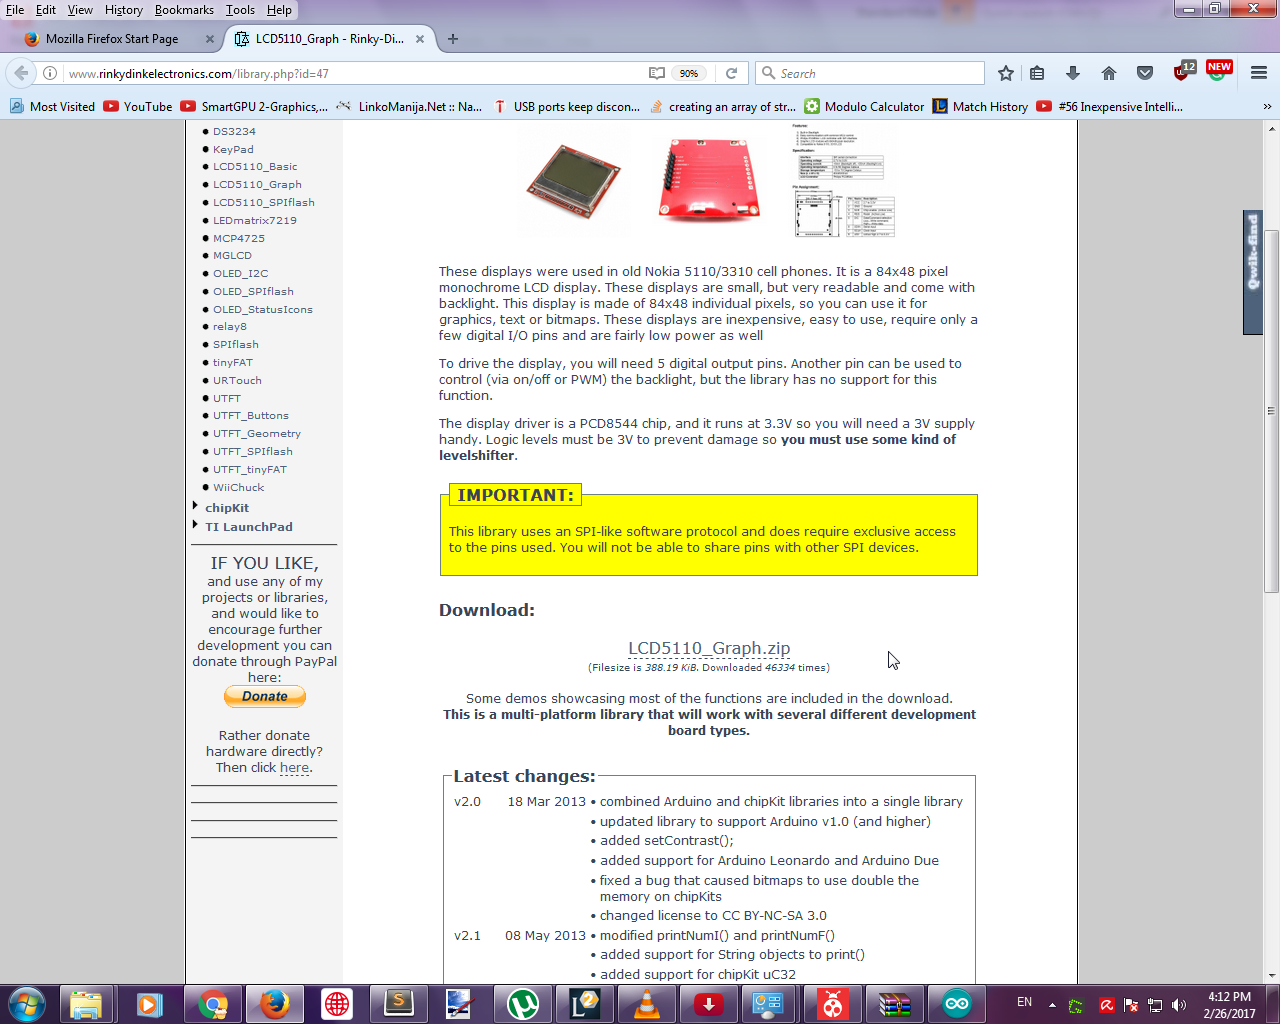 File Edit View History Bookmarks Tools Help
Mozilla Firefox Start Page
LCD5110_Graph - Rinky-Di...
www.rinkydinkelectronics.com/library.php?id=47
90%
Search
12
NEW
Most Visited
YouTube
SmartGPU 2-Graphics,...
LinkoManija.Net :: Na...
USB ports keep discon...
creating an array of str...
Modulo Calculator
Match History
#56 Inexpensive Intelli...
DS3234
KeyPad
LCD5110_Basic
LCD5110_Graph
LCD5110_SPIflash
LEDmatrix7219
MCP4725
MGLCD
OLED_I2C
OLED_SPIflash
OLED_StatusIcons
relay8
SPIflash
tinyFAT
URTouch
UTFT
UTFT_Buttons
UTFT_Geometry
UTFT_SPIflash
UTFT_tinyFAT
WiiChuck
chipKit
TI LaunchPad
IF YOU LIKE,
and use any of my
projects or libraries,
and would like to
encourage further
development you can
donate through PayPal
here:
Donate
Rather donate
hardware directly?
Then click here.
Features:
Specification:
Pin Assignment:
These displays were used in old Nokia 5110/3310 cell phones. It is a 84x48 pixel
monochrome LCD display. These displays are small, but very readable and come with
backlight. This display is made of 84x48 individual pixels, so you can use it for
graphics, text or bitmaps. These displays are inexpensive, easy to use, require only a
few digital I/O pins and are fairly low power as well
To drive the display, you will need 5 digital output pins. Another pin can be used to
control (via on/off or PWM) the backlight, but the library has no support for this
function.
The display driver is a PCD8544 chip, and it runs at 3.3V so you will need a 3V supply
handy. Logic levels must be 3V to prevent damage so you must use some kind of
levelshifter.
IMPORTANT:
This library uses an SPI-like software protocol and does require exclusive access
to the pins used. You will not be able to share pins with other SPI devices.
Download:
LCD5110_Graph.zip
(Filesize is 388.19 KiB. Downloaded 46334 times)
Some demos showcasing most of the functions are included in the download.
This is a multi-platform library that will work with several different development
board types.
Latest changes:
v2.0 18 Mar 2013 • combined Arduino and chipKit libraries into a single library
• updated library to support Arduino v1.0 (and higher)
• added setContrast();
• added support for Arduino Leonardo and Arduino Due
• fixed a bug that caused bitmaps to use double the
memory on chipKits
• changed license to CC BY-NC-SA 3.0
v2.1 08 May 2013 • modified printNumI() and printNumF()
• added support for String objects to print()
• added support for chipKit uC32
Qwik-find
EN
4:12 PM
2/26/2017